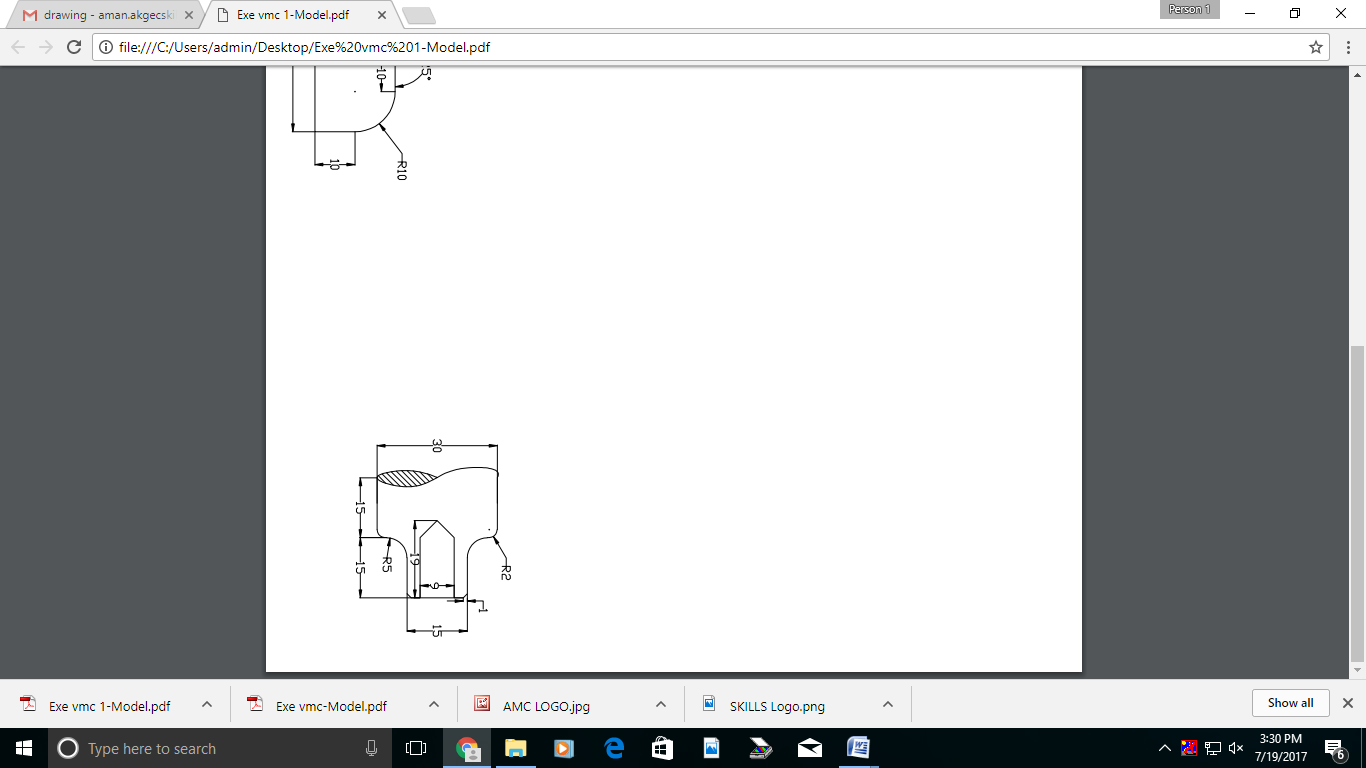 drawing - aman.akgecski
Exe vmc 1-Model.pdf
Person 1
file:///C:/Users/admin/Desktop/Exe%20vmc%201-Model.pdf
10
5°
10
R10
30
15
15
R5
19
9
R2
1
15
Exe vmc 1-Model.pdf
Exe vmc-Model.pdf
AMC LOGO.jpg
SKILLS Logo.png
Show all
Type here to search
3:30 PM
7/19/2017
6